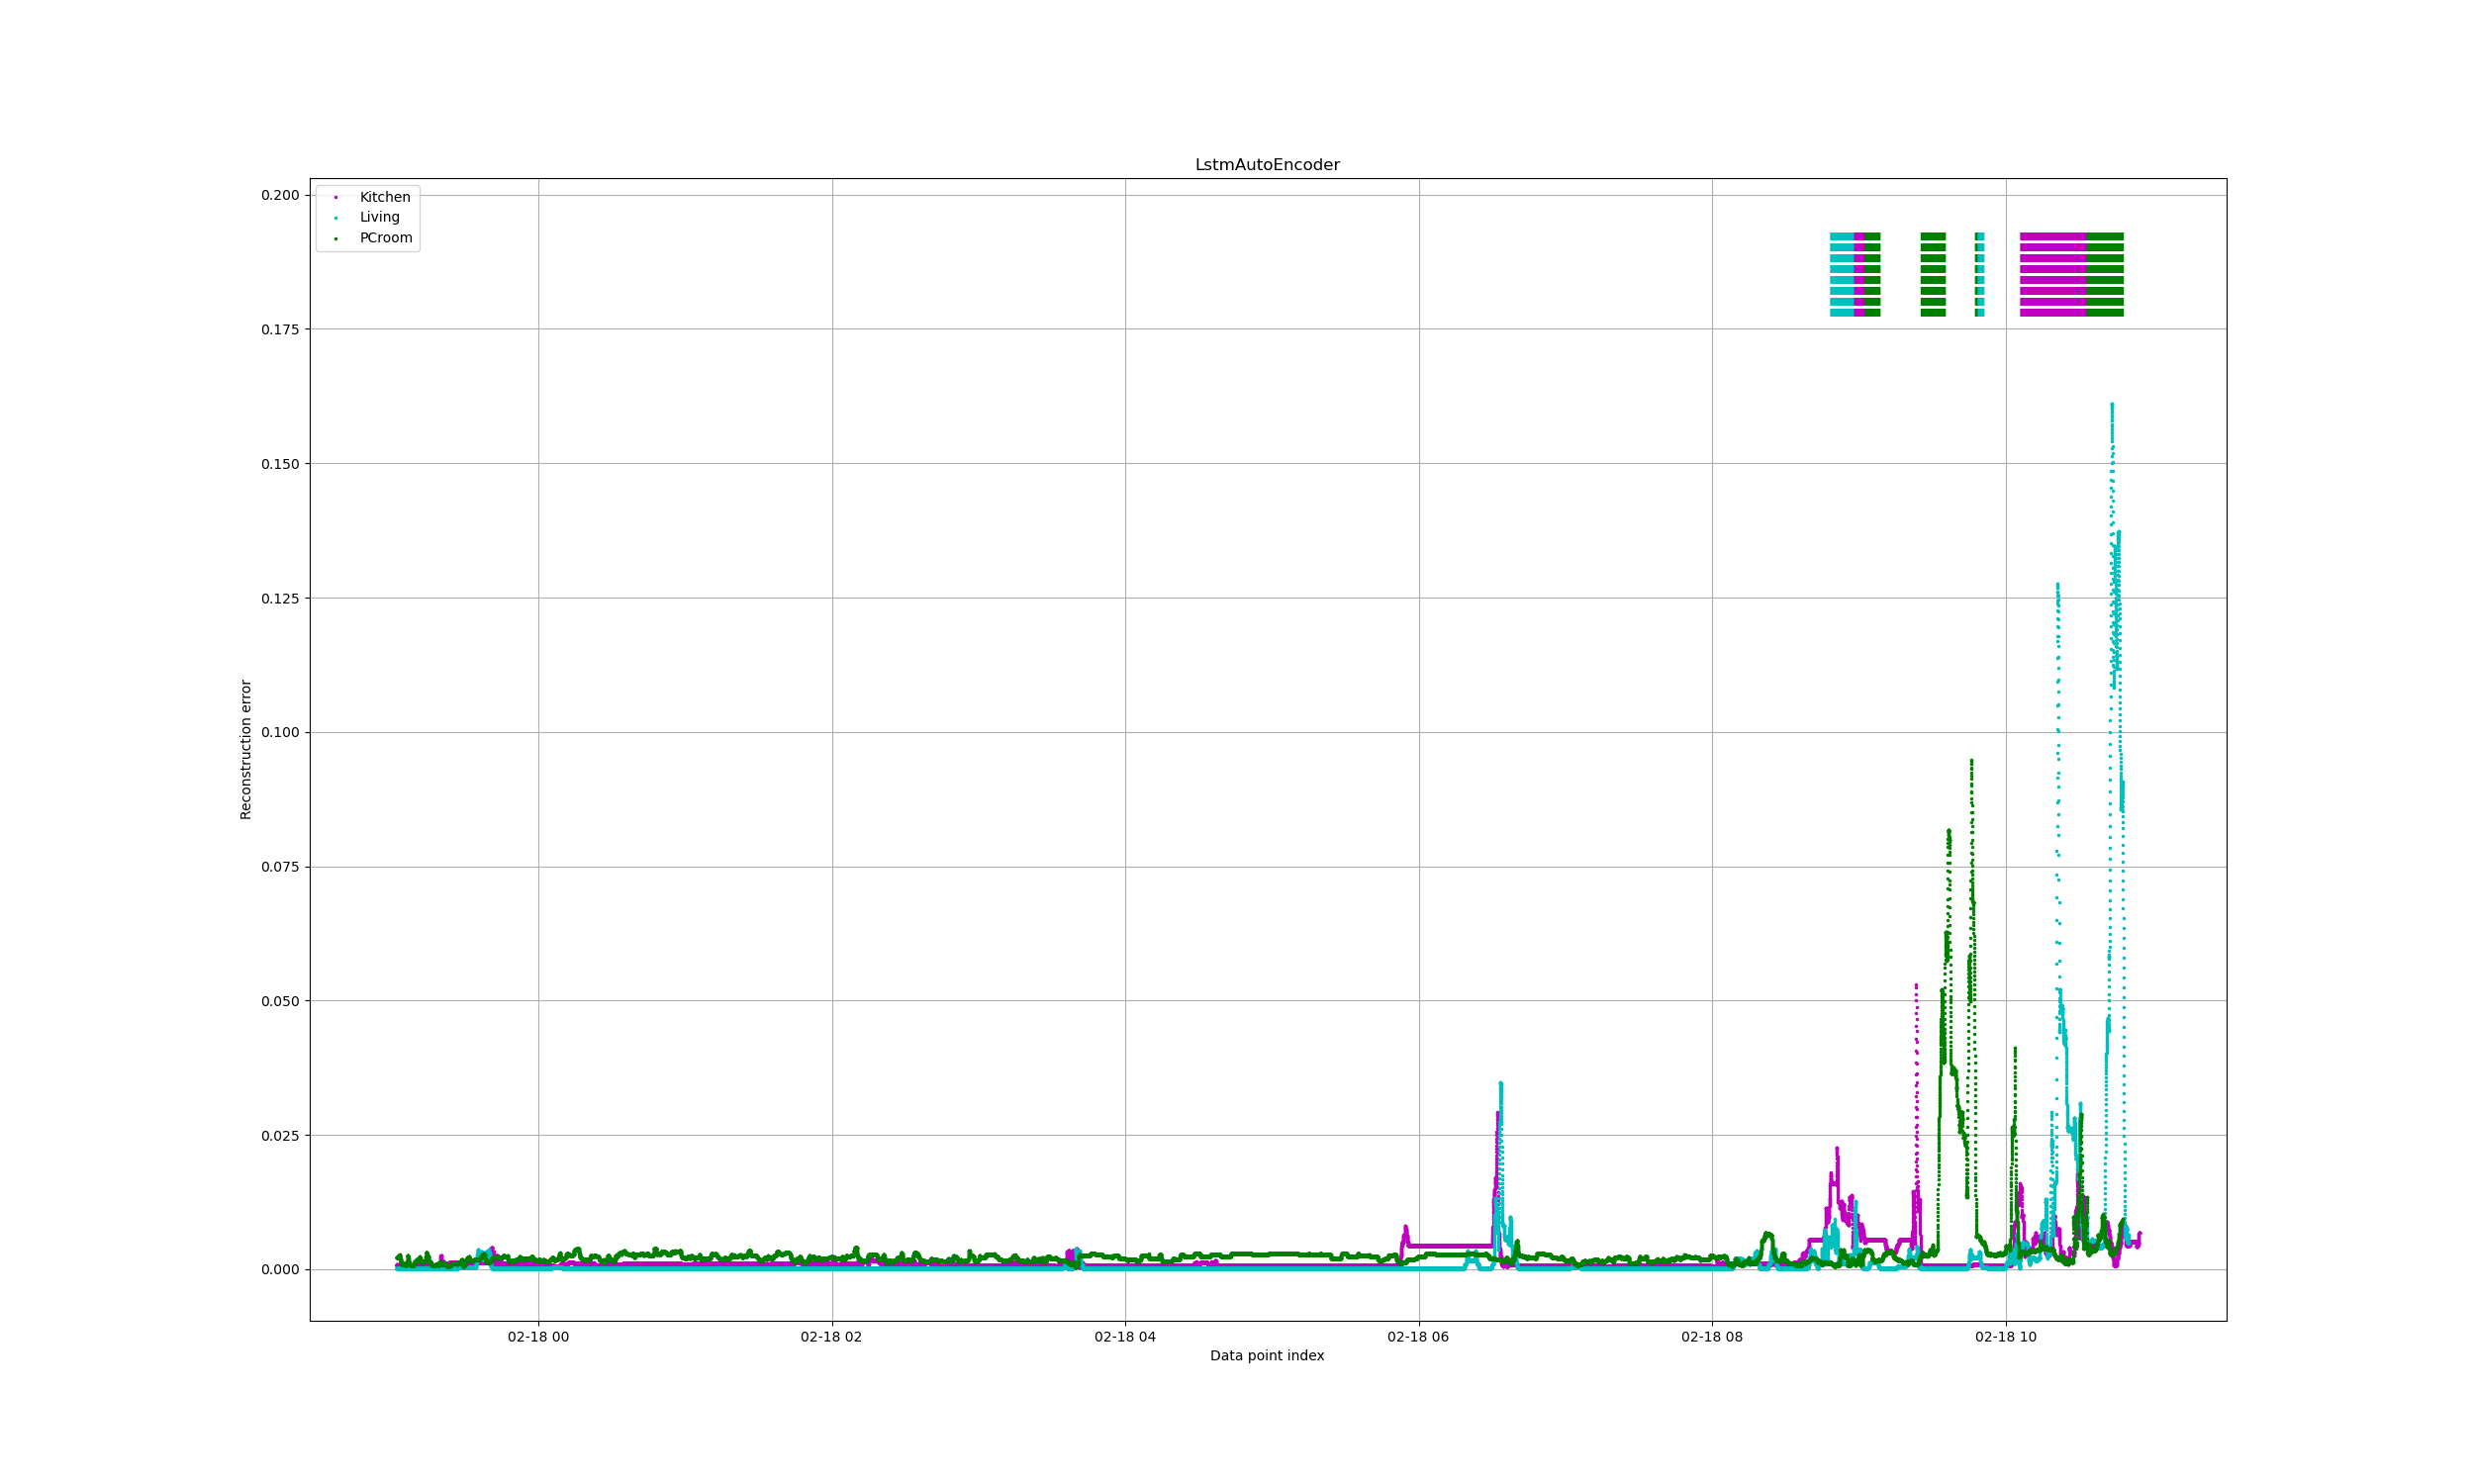 LstmAutoEncoder
Kitchen
Living
PCroom
0.200
0.175
0.150
0.125
0.100
0.075
0.050
0.025
0.000
Reconstruction error
02-18 00
02-18 02
02-18 04
02-18 06
02-18 08
02-18 10
Data point index